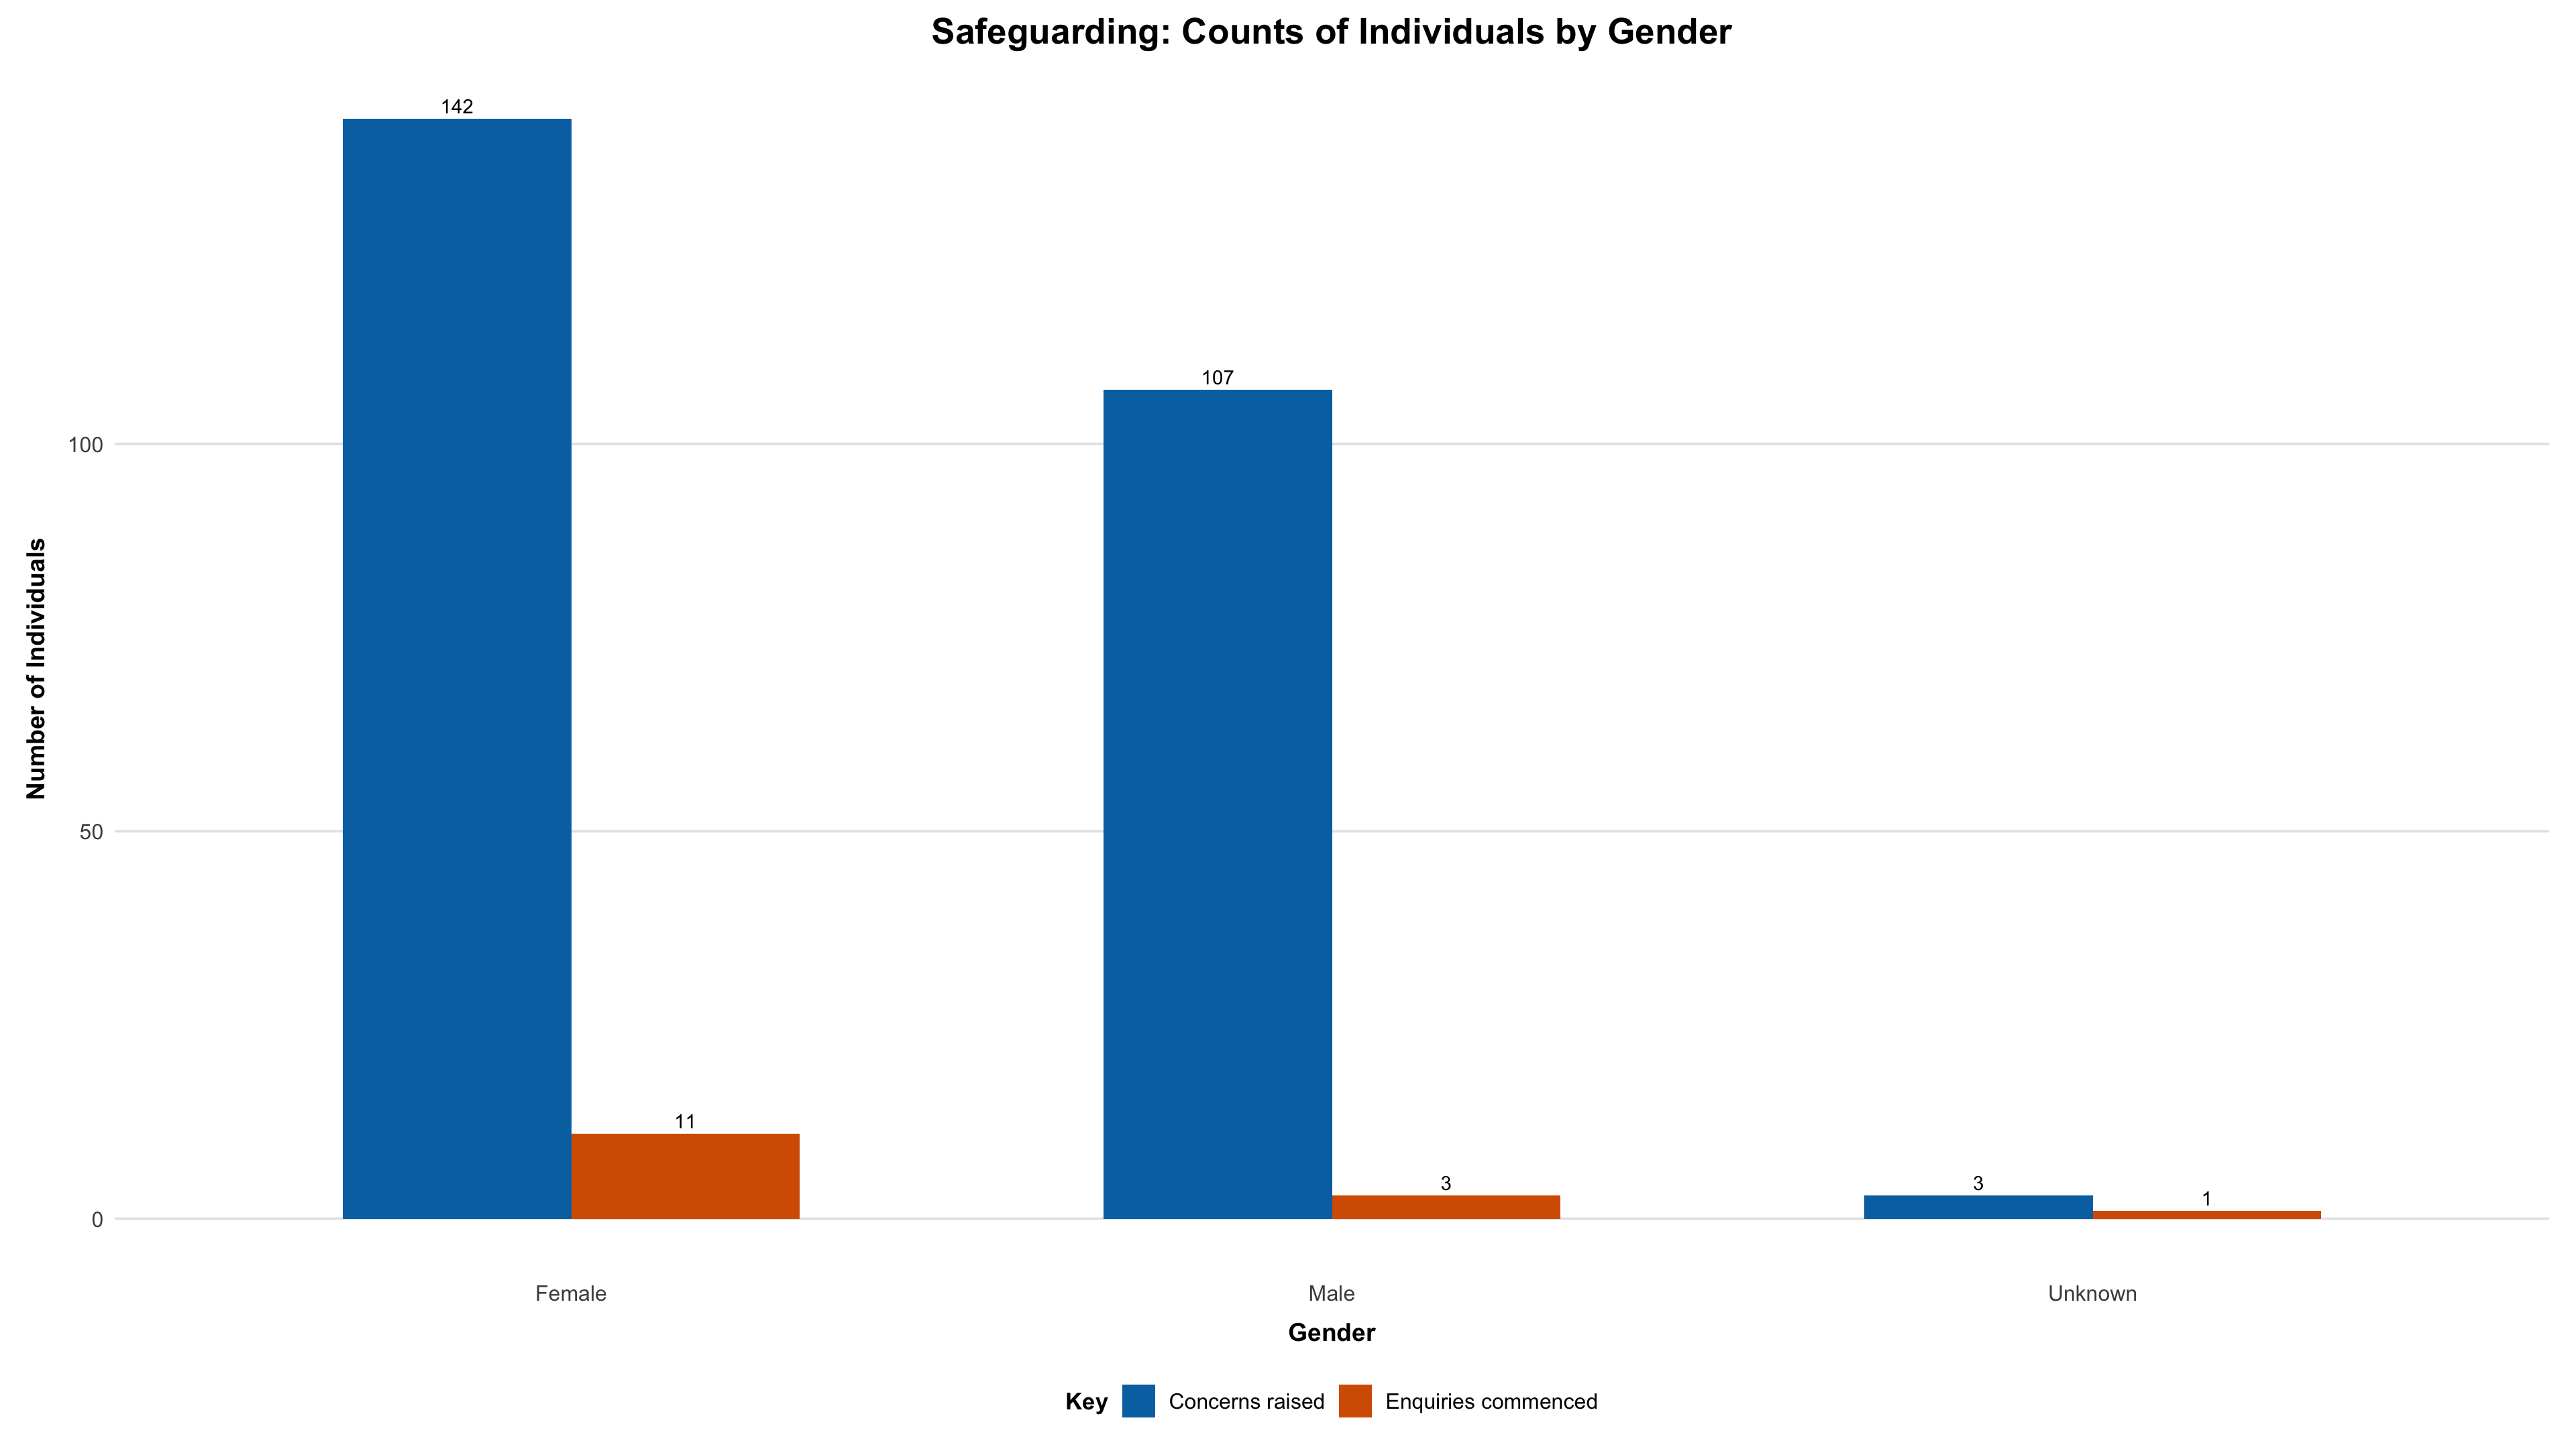 Safeguarding: Counts of Individuals by Gender
142
107
100
Number of Individuals
50
11
3
3
1
0
Female
Male
Unknown
Gender
Key
Concerns raised
Enquiries commenced